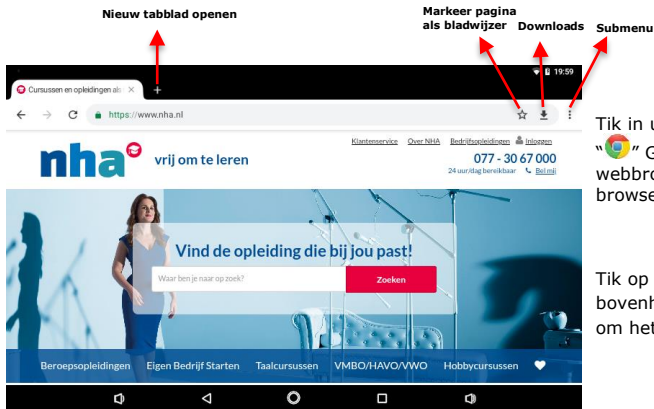 Nieuw tabblad openen
Markeer pagina
als bladwijzer
Downloads
Submenu
19:59
Cursussen en opleidingen als
https://www.nha.nl
Klantenservice Over NHA Bedrijfsopleidingen Inloggen
nha
vrij om te leren
077 - 30 67 000
24 uur/dag bereikbaar Bel mij
Vind de opleiding die bij jou past!
Waar ben je naar op zoek?
Zoeken
Beroepsopleidingen Eigen Bedrijf Starten Taalcursussen VMBO/HAVO/VWO Hobbycursussen
Tik in u
“ ” G
webbro
browse
Tik op
bovenh
om het